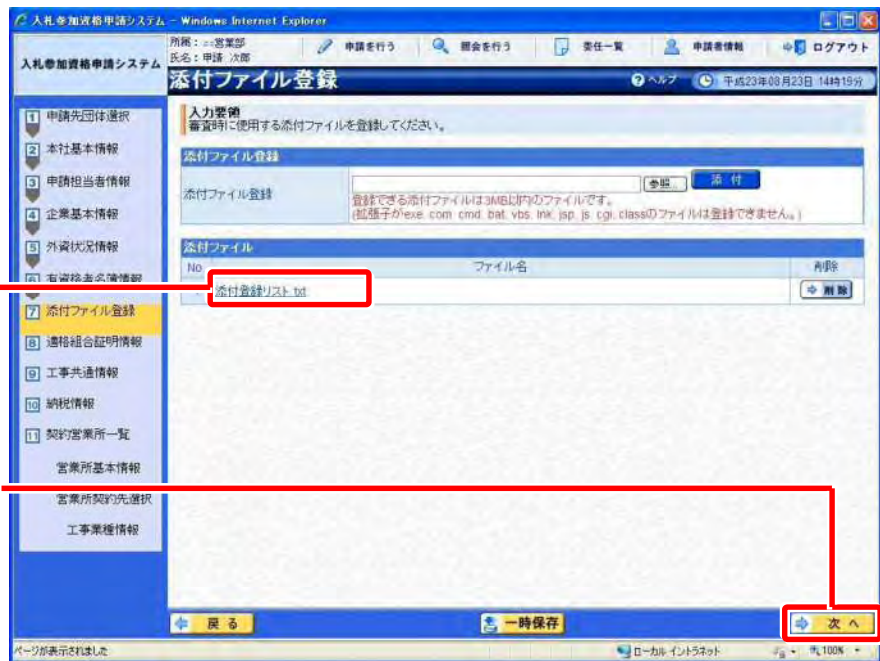 入札参加資格申請システム - Windows Internet Explorer
入札参加資格申請システム
所属：::営業部
氏名：申請 次郎
申請を行う 照会を行う 委任一覧 申請者情報 ログアウト
添付ファイル登録
ヘルプ 平成23年08月23日 14時19分
1 申請先団体選択
2 本社基本情報
3 申請担当者情報
4 企業基本情報
5 外資状況情報
6 有資格者名簿情報
7 添付ファイル登録
8 適格組合証明情報
9 工事共通情報
10 納税情報
11 契約営業所一覧
営業所基本情報
営業所契約先選択
工事業種情報
入力要領
審査時に使用する添付ファイルを登録してください。
添付ファイル登録
添付ファイル登録
参照... 添 付
登録できる添付ファイルは3MB以内のファイルです。
(拡張子がexe, com, cmd, bat, vbs, lnk, jsp, js, cgi, classのファイルは登録できません。)
添付ファイル
No ファイル名 削除
添付登録リスト.txt 削 除
戻 る 一時保存 次 へ
ページが表示されました ローカル イントラネット 100%